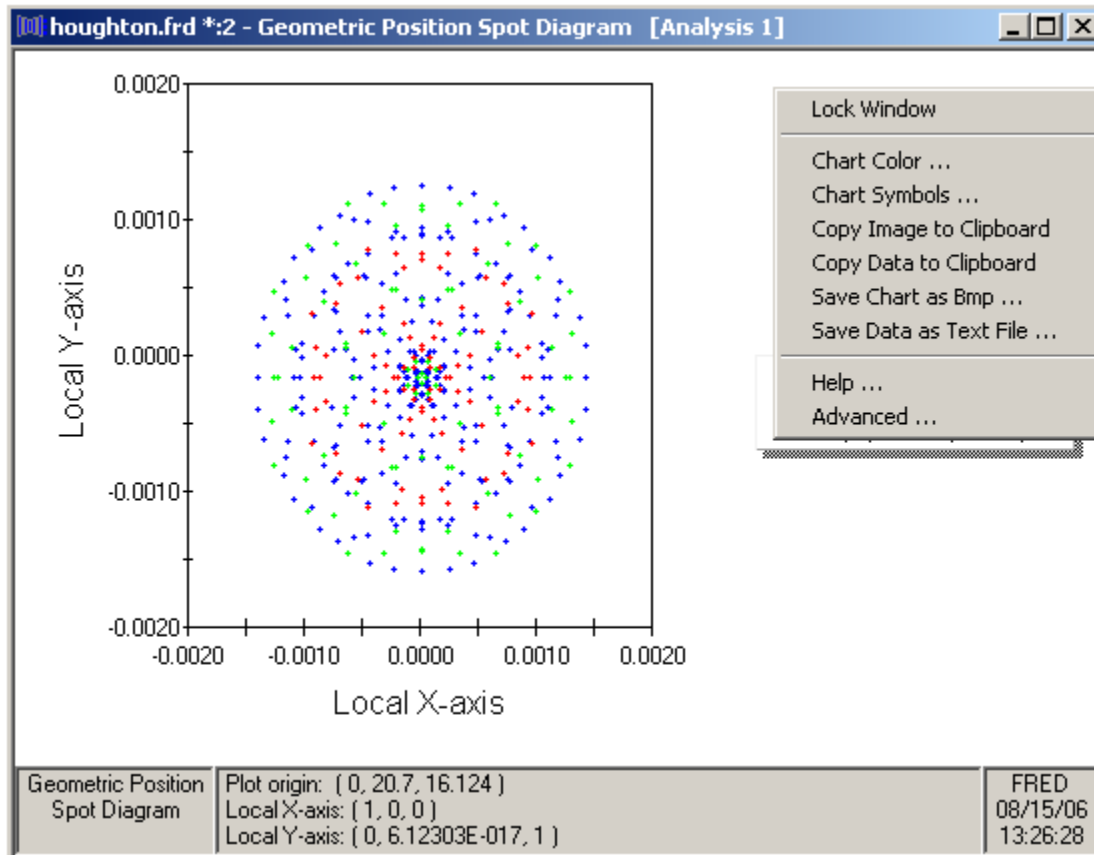 houghton.frd *:2 - Geometric Position Spot Diagram [Analysis 1]
0.0020
0.0010
0.0000
-0.0010
-0.0020
Local Y-axis
-0.0020 -0.0010 0.0000 0.0010 0.0020
Local X-axis
Lock Window
Chart Color ...
Chart Symbols ...
Copy Image to Clipboard
Copy Data to Clipboard
Save Chart as Bmp ...
Save Data as Text File ...
Help ...
Advanced ...
Geometric Position
Spot Diagram
Plot origin: ( 0, 20.7, 16.124 )
Local X-axis: ( 1, 0, 0 )
Local Y-axis: ( 0, 6.12303E-017, 1 )
FRED
08/15/06
13:26:28